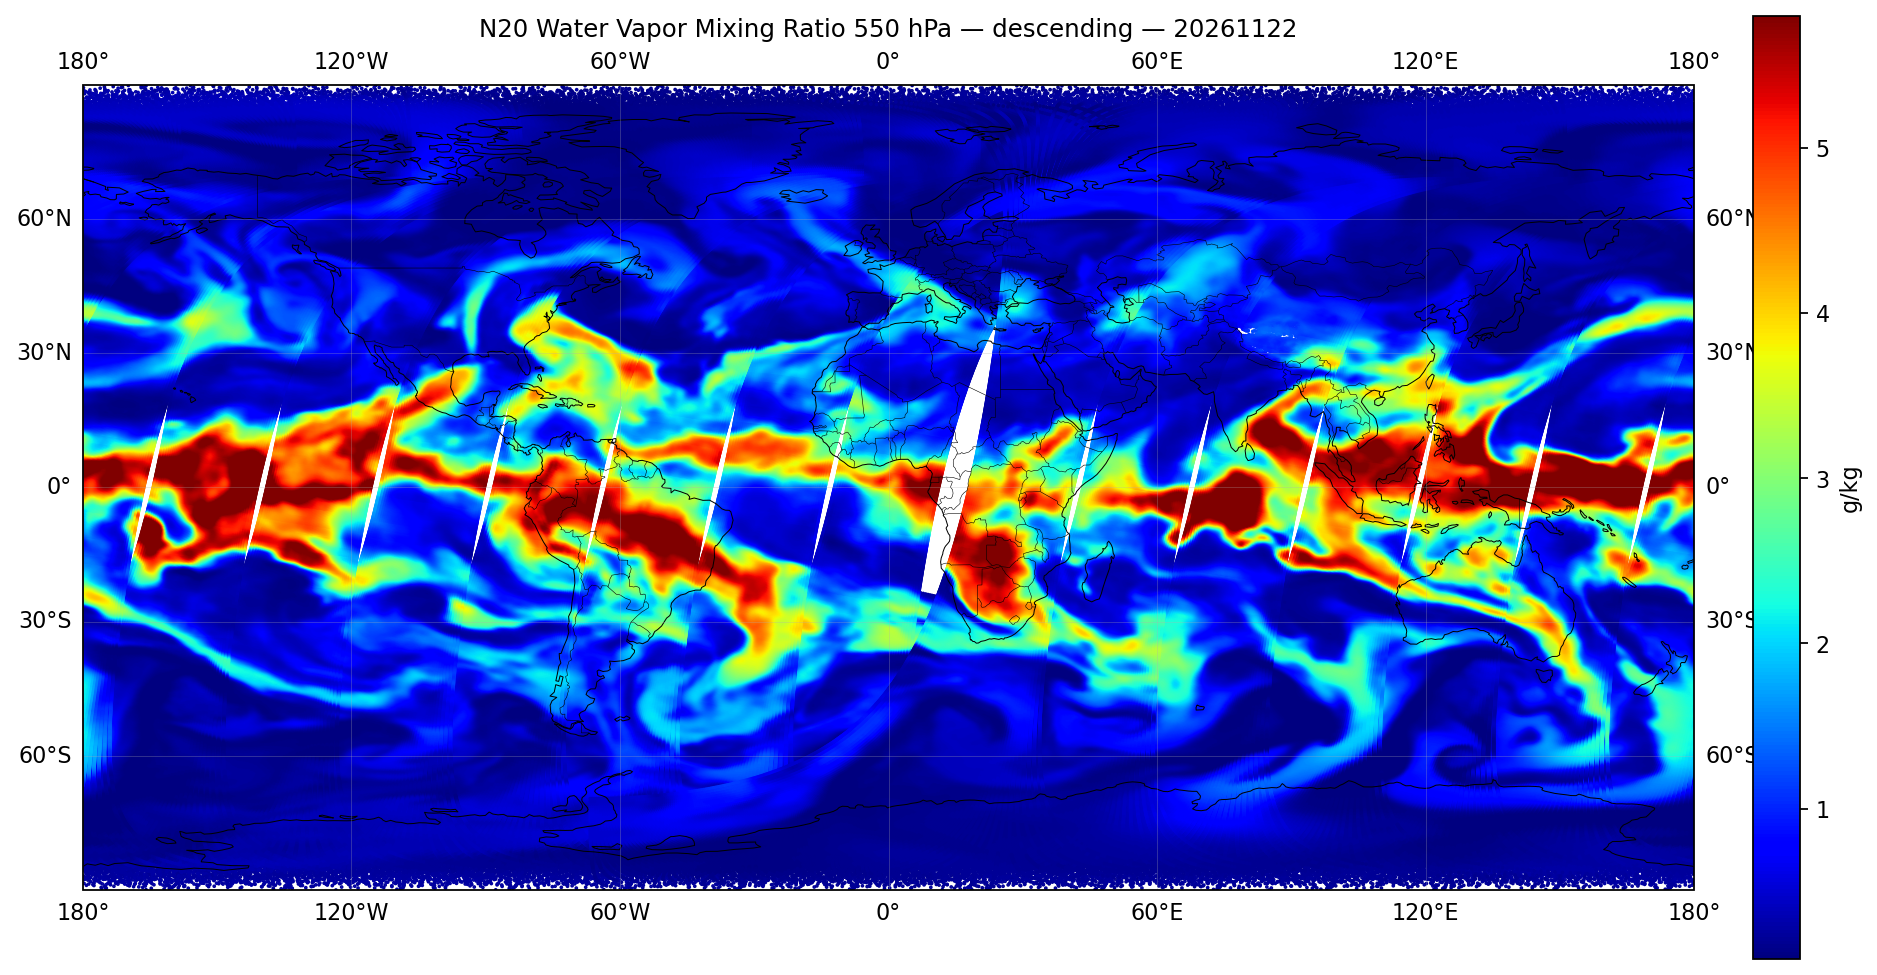 N20 Water Vapor Mixing Ratio 550 hPa — descending — 20261122
180° 120°W 60°W 0° 60°E 120°E 180°
60°N 60°N
30°N 30°N
0° 0°
30°S 30°S
60°S 60°S
180° 120°W 60°W 0° 60°E 120°E 180°
5
4
3
2
1
g/kg